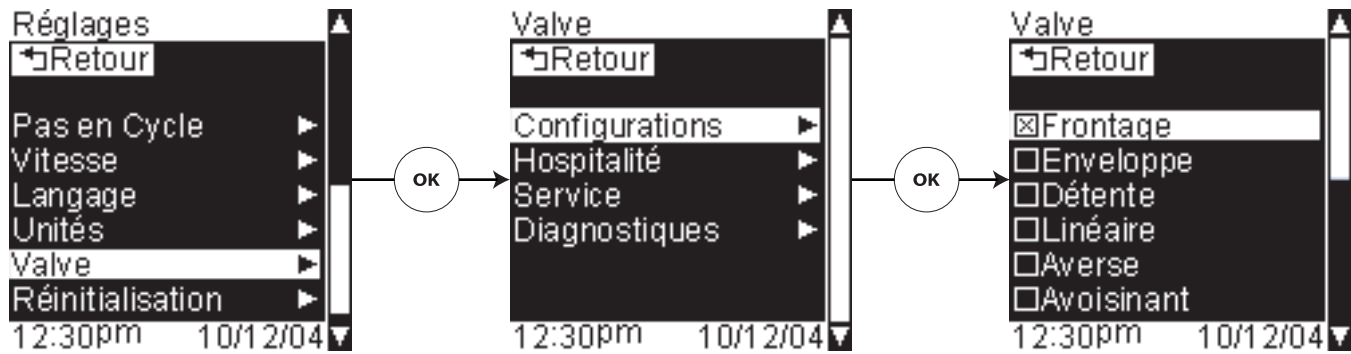 Réglages
Retour
Pas en Cycle
Vitesse
Langage
Unités
Valve
Réinitialisation
12:30pm 10/12/04
OK
Valve
Retour
Configurations
Hospitalité
Service
Diagnostiques
12:30pm 10/12/04
OK
Valve
Retour
Frontage
Enveloppe
Détente
Linéaire
Averse
Avoisinant
12:30pm 10/12/04